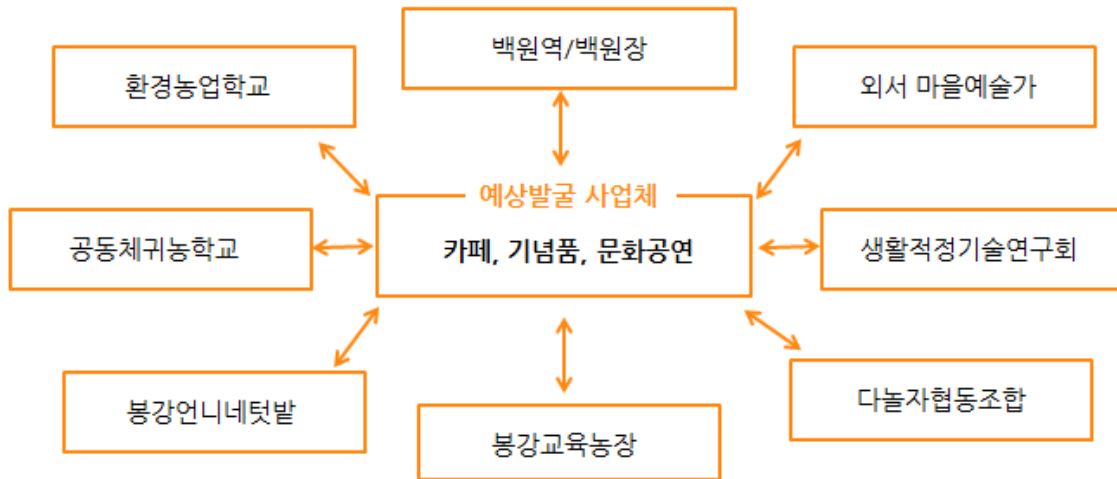 백원역/백원장
환경농업학교
외서 마을예술가
예상발굴 사업체
카페, 기념품, 문화공연
공동체귀농학교
생활적정기술연구회
봉강언니네텃밭
다놀자협동조합
봉강교육농장